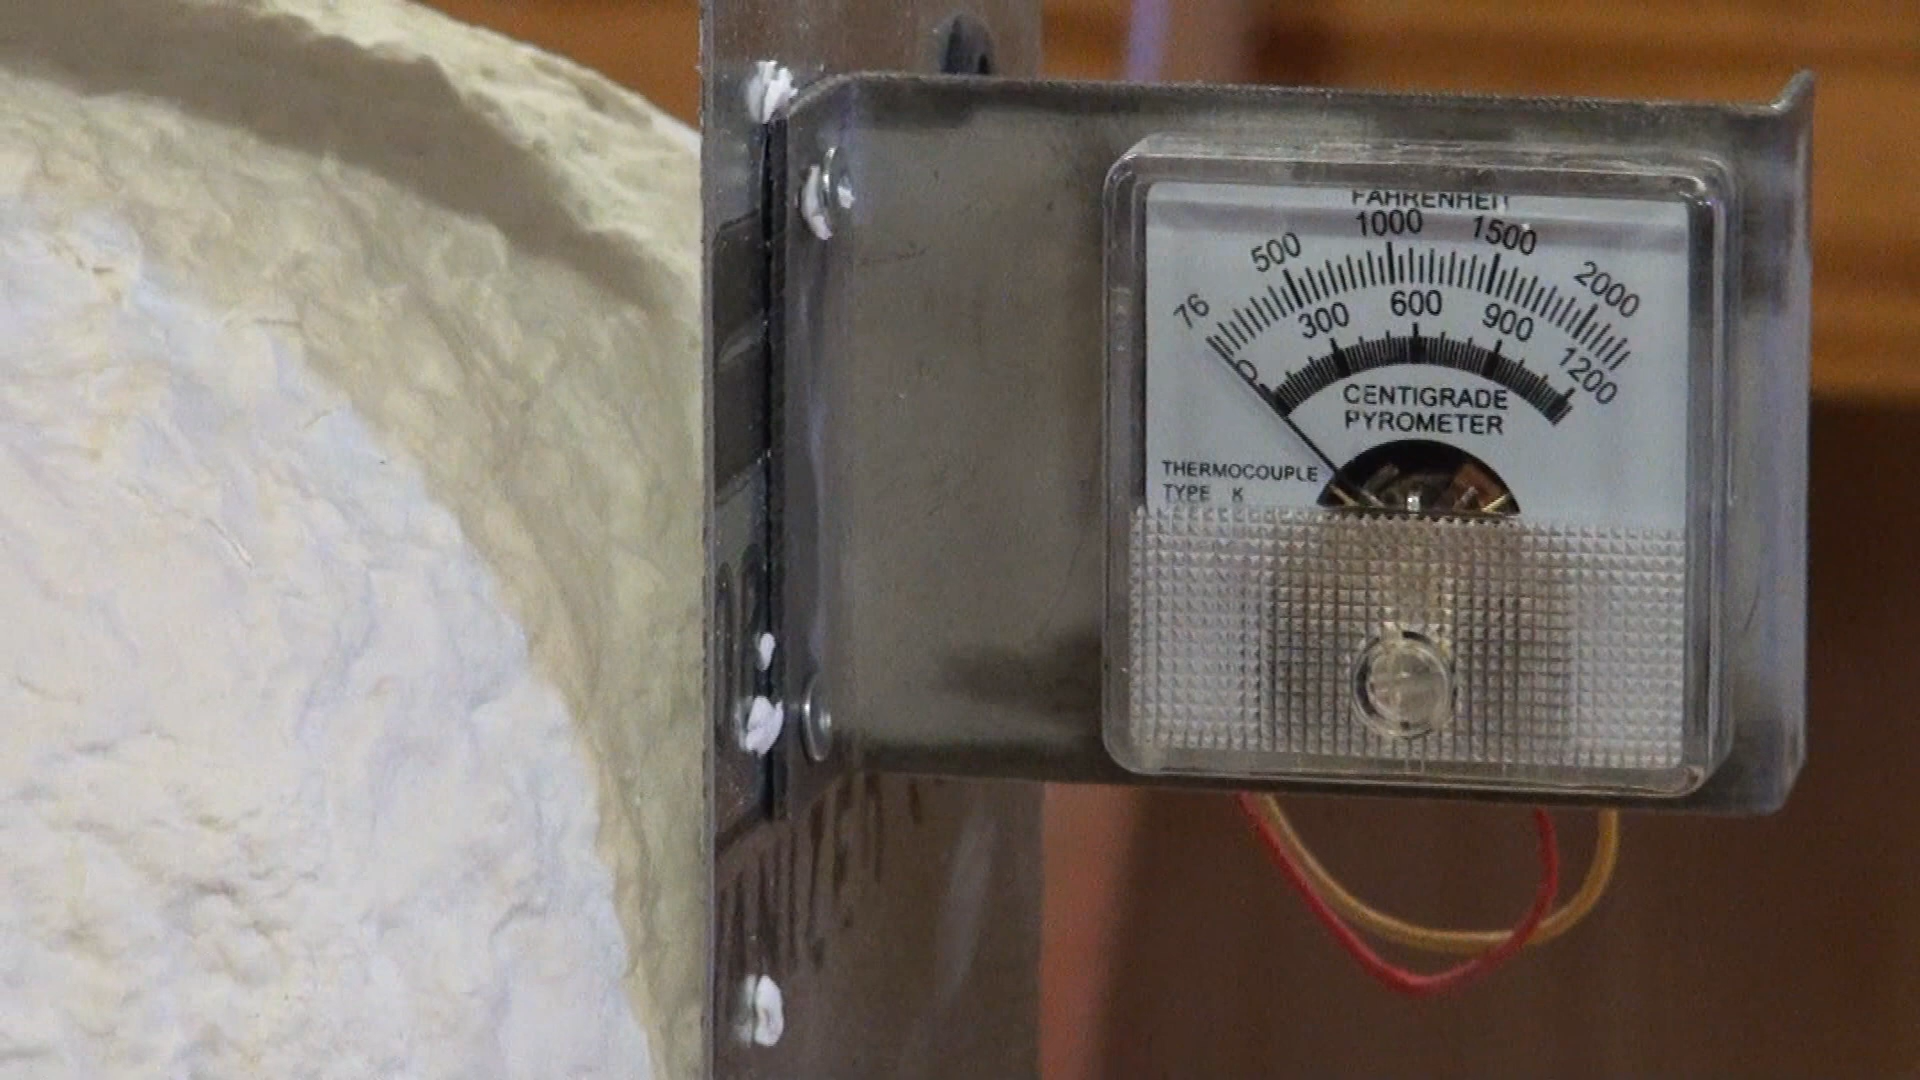 FAHRENHEIT
76 500 1000 1500 2000
0 300 600 900 1200
CENTIGRADE
PYROMETER
THERMOCOUPLE
TYPE K